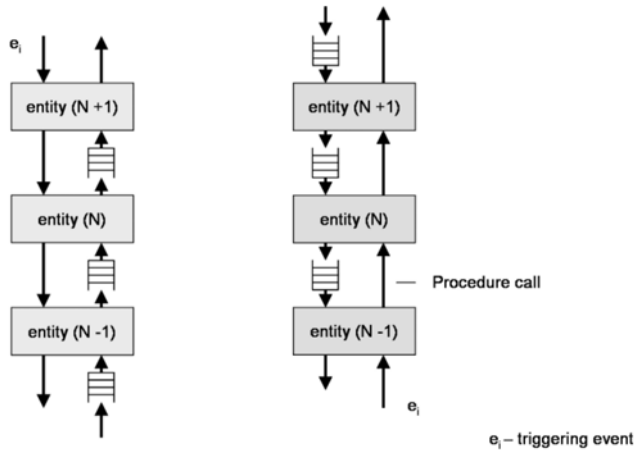 eᵢ
entity (N +1)
entity (N +1)
entity (N)
entity (N)
Procedure call
entity (N -1)
entity (N -1)
eᵢ
eᵢ – triggering event